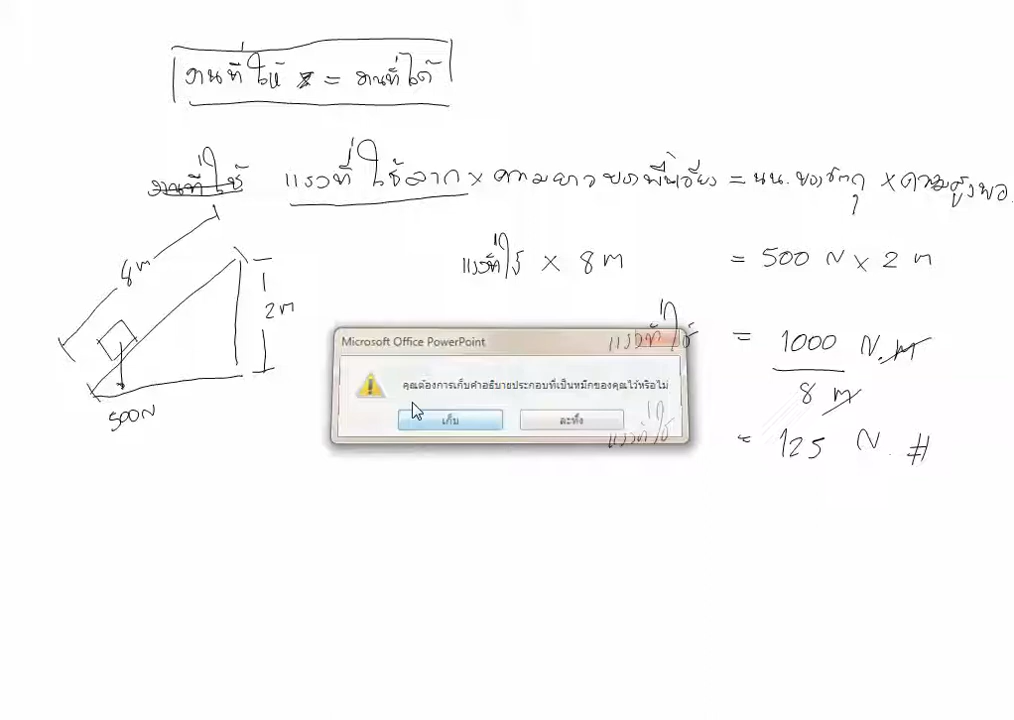 งานที่ให้ = งานที่ได้
งานที่ใช้ แรงที่ใช้ลาก × ความยาวของพื้นเอียง = นน. ของวัตถุ × ความสูงของ
8 m
แรงที่ใช้ × 8 m = 500 N × 2 m
2 m
500 N
แรงที่ใช้ = 1000 N.m
8 m
แรงที่ใช้ = 125 N. #
Microsoft Office PowerPoint
คุณต้องการเก็บคำอธิบายประกอบที่เป็นหมึกของคุณไว้หรือไม่
เก็บ
ละทิ้ง